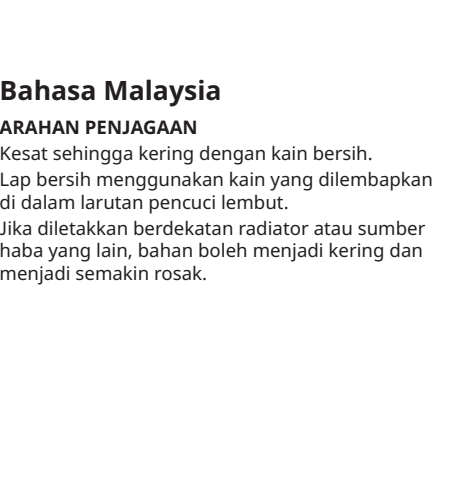 Bahasa Malaysia
ARAHAN PENJAGAAN
Kesat sehingga kering dengan kain bersih.
Lap bersih menggunakan kain yang dilembapkan
di dalam larutan pencuci lembut.
Jika diletakkan berdekatan radiator atau sumber
haba yang lain, bahan boleh menjadi kering dan
menjadi semakin rosak.